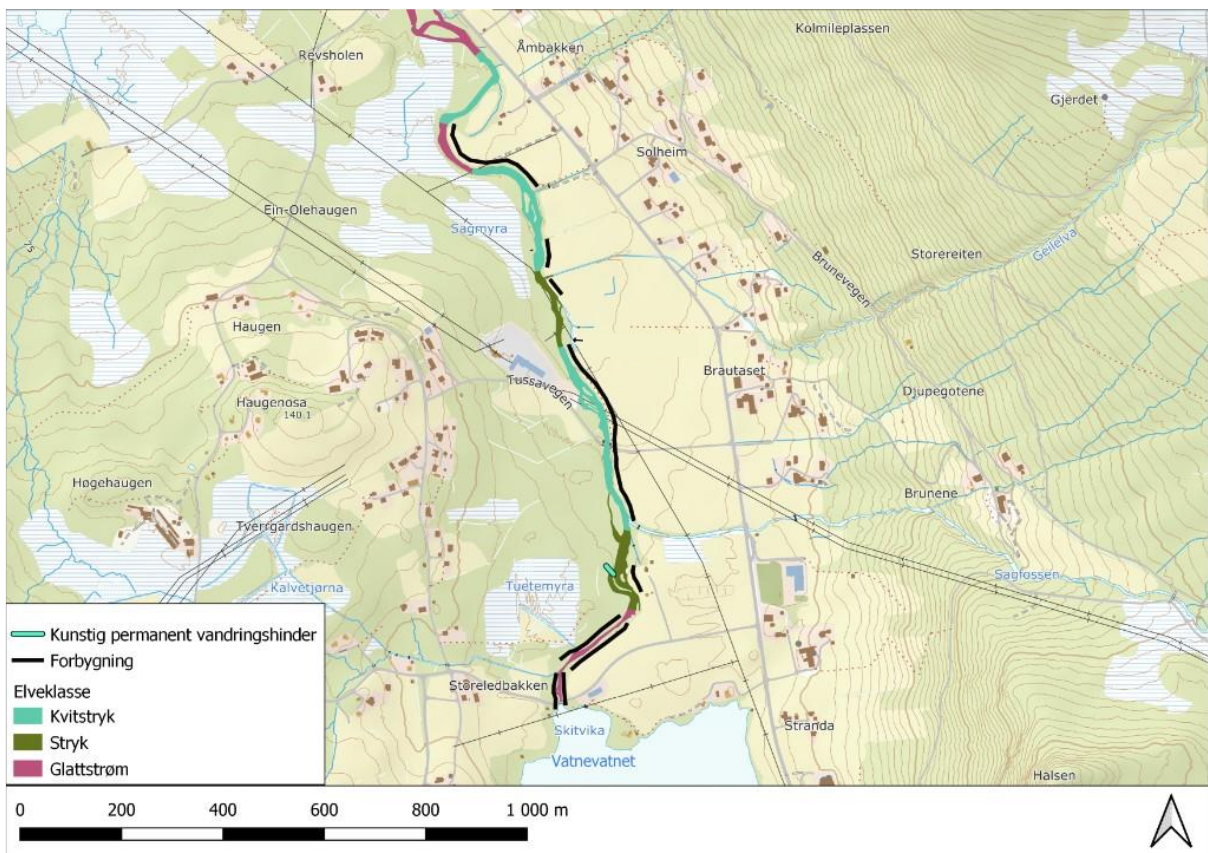 Kolmileplassen
Åmbakken
Revsholen
Gjerdet
Solheim
Ein-Olehaugen
Sagmyra
Storereiten
Geilelva
Brunevegen
75
Haugen
Tussavegen
Brautaset
Djupegotene
Haugenosa
140.1
Høgehaugen
Brunene
Tverrgardshaugen
Sagfossen
Kalvetjørna
Tuetemyra
Støreledbakken
Skitvika
Stranda
Vatnevatnet
Halsen
Kunstig permanent vandringshinder
Forbygning
Elveklasse
Kvitstryk
Stryk
Glattstrøm
0 200 400 600 800 1 000 m